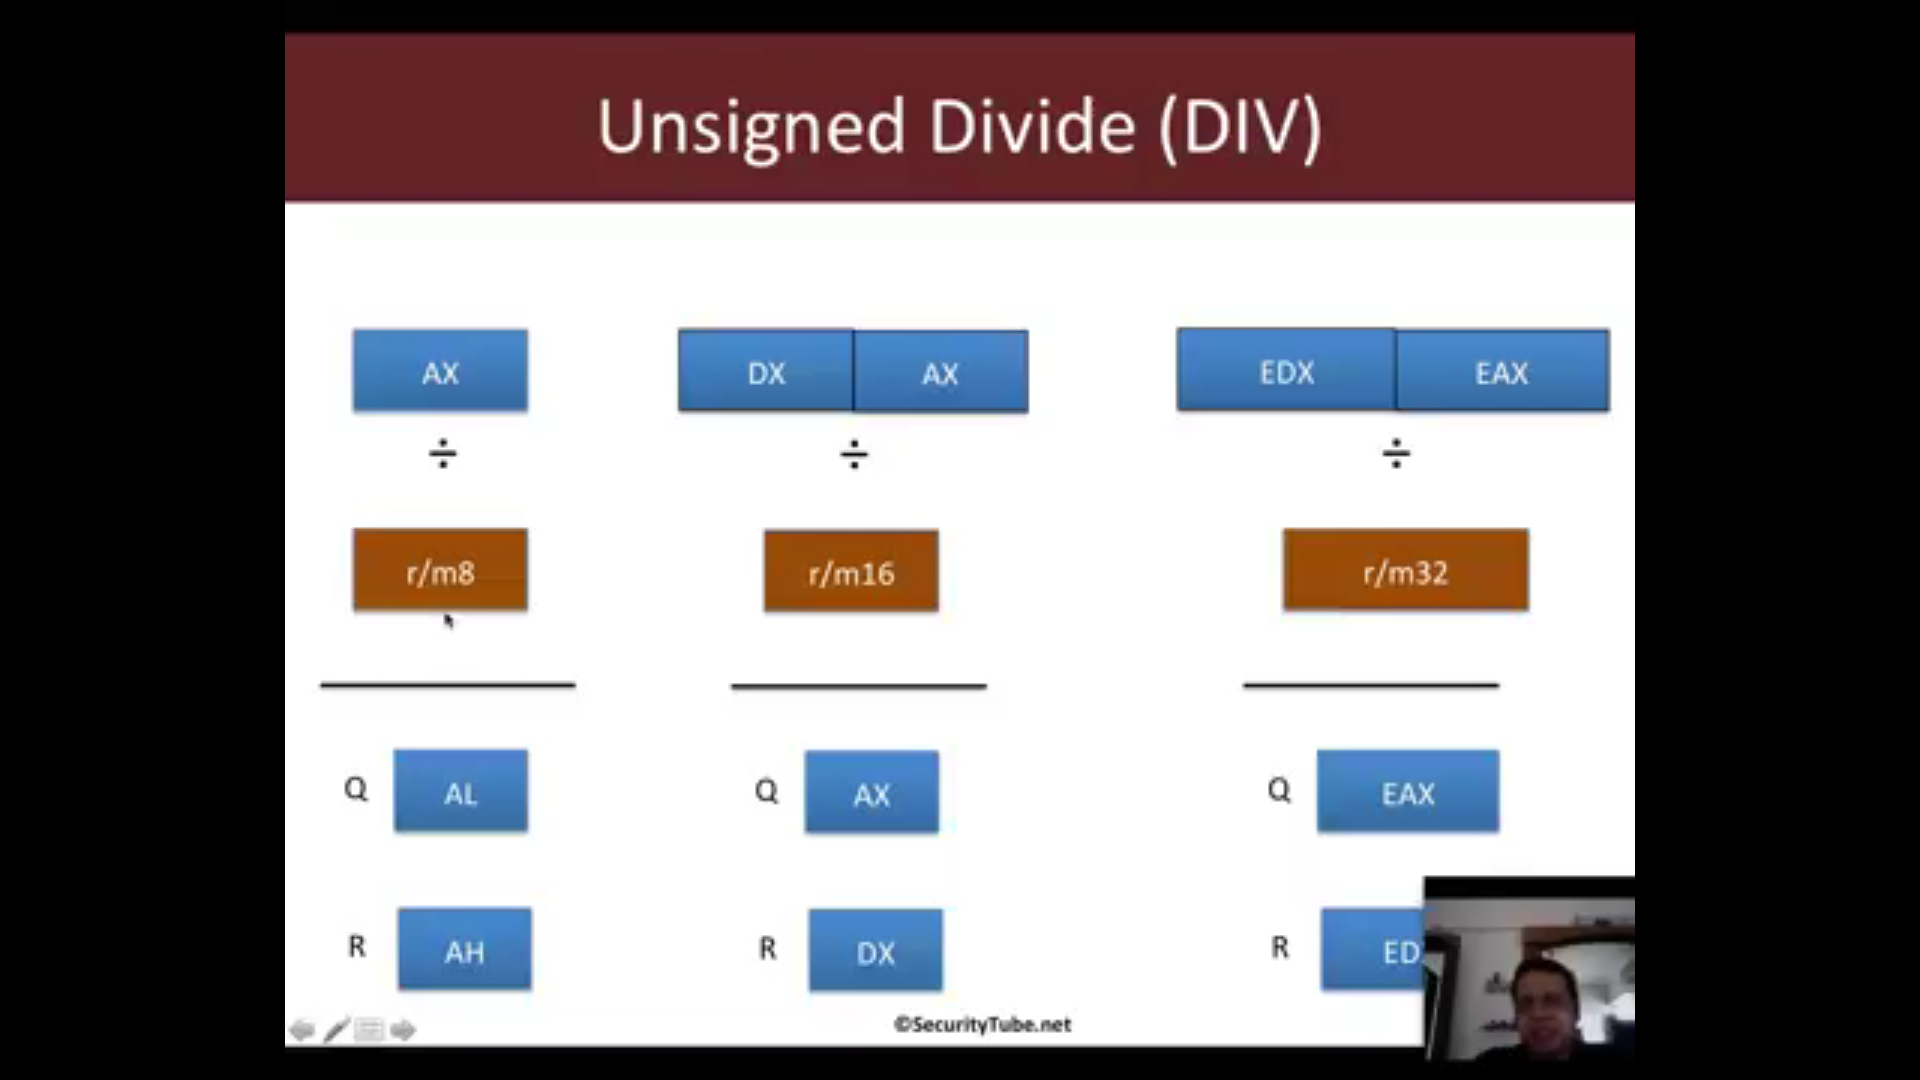 Unsigned Divide (DIV)
AX
DX AX
EDX EAX
÷ ÷ ÷
r/m8
r/m16
r/m32
Q AL
Q AX
Q EAX
R AH
R DX
R ED
©SecurityTube.net